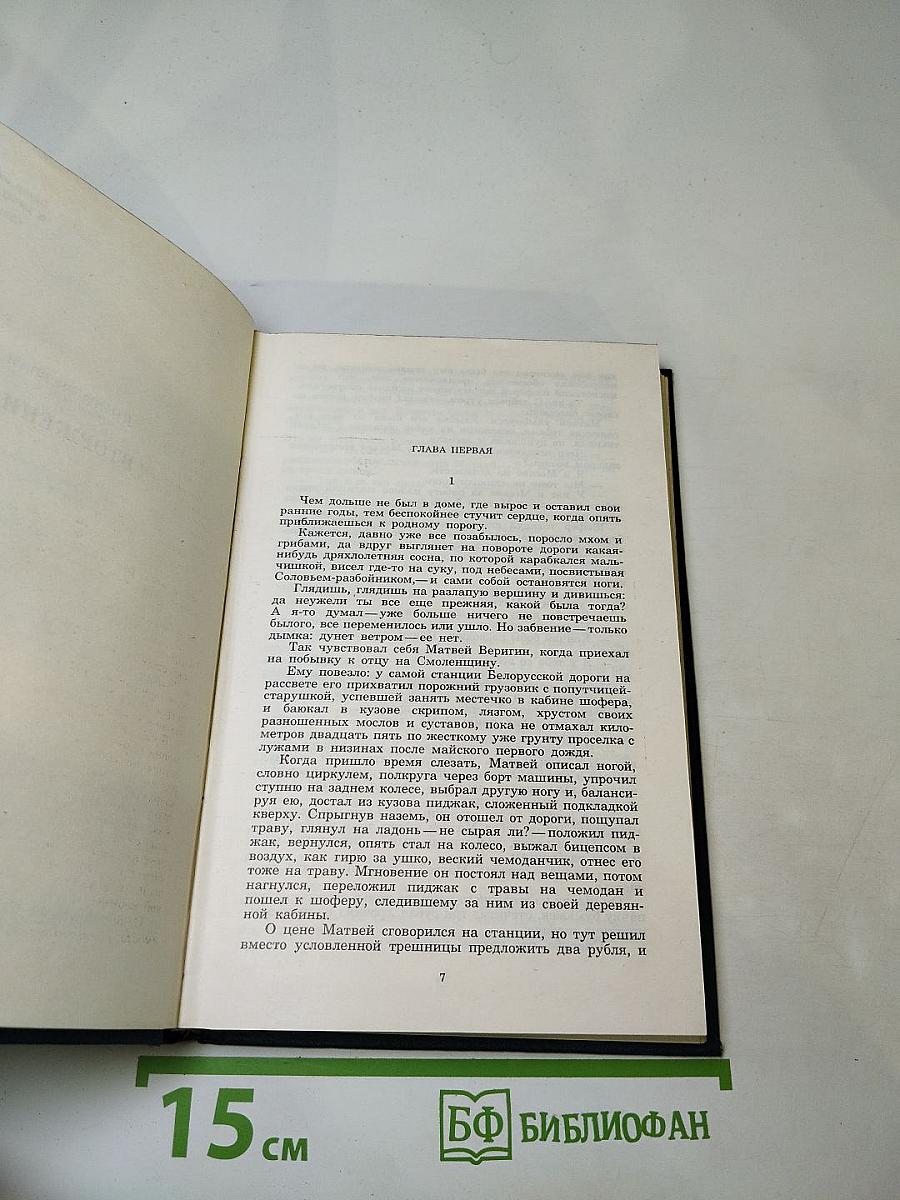 ГЛАВА ПЕРВАЯ
1
Чем дольше не был в доме, где вырос и оставил свои
ранние годы, тем беспокойнее стучит сердце, когда опять
приближаешься к родному порогу.
Кажется, давно уже все позабылось, поросло мхом и
грибами, да вдруг выглянет на повороте дороги какая-
нибудь дряхлолетняя сосна, по которой карабкался маль-
чишкой, висел где-то на суку, под небесами, посвистывая
Соловьем-разбойником,— и сами собой остановятся ноги.
Глядишь, глядишь на разлапую вершину и дивишься:
да неужели ты все еще прежняя, какой была тогда?
А я-то думал — уже больше ничего не повстречаешь
былого, все переменилось или ушло. Но забвение — только
дымка: дунет ветром — ее нет.
Так чувствовал себя Матвей Веригин, когда приехал
на побывку к отцу на Смоленщину.
Ему повезло: у самой станции Белорусской дороги на
рассвете его прихватил порожний грузовик с попутчицей-
старушкой, успевшей занять местечко в кабине шофера,
и баюкал в кузове скрипом, лязгом, хрустом своих
разношенных мослов и суставов, пока не отмахал кило-
метров двадцать пять по жесткому уже грунту проселка с
лужами в низинах после майского первого дождя.
Когда пришло время слезать, Матвей описал ногой,
словно циркулем, полкруга через борт машины, упрочил
ступню на заднем колесе, выбрал другую ногу и, баланси-
руя ею, достал из кузова пиджак, сложенный подкладкой
кверху. Спрыгнув наземь, он отошел от дороги, пощупал
траву, глянул на ладонь — не сырая ли? — положил пид-
жак, вернулся, опять стал на колесо, выжал бицепсом в
воздух, как гирю за ушко, веский чемоданчик, отнес его
тоже на траву. Мгновение он постоял над вещами, потом
нагнулся, переложил пиджак с травы на чемодан и
пошел к шоферу, следившему за ним из своей деревян-
ной кабины.
О цене Матвей сговорился на станции, но тут решил
вместо условленной трешницы предложить два рубля, и
7
15 см
БФ БИБЛИОФАН